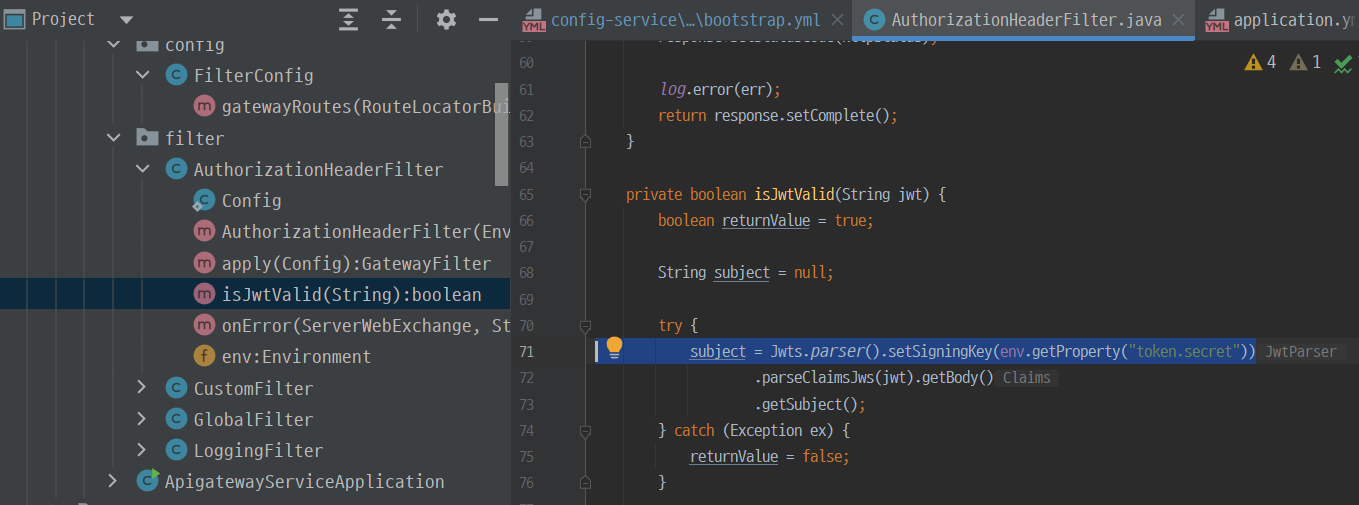 Project
config
FilterConfig
gatewayRoutes(RouteLocatorBui
filter
AuthorizationHeaderFilter
Config
AuthorizationHeaderFilter(Env
apply(Config):GatewayFilter
isJwtValid(String):boolean
onError(ServerWebExchange, St
env:Environment
CustomFilter
GlobalFilter
LoggingFilter
ApigatewayServiceApplication
config-service\...\bootstrap.yml
AuthorizationHeaderFilter.java
application.ym
4 1
60
61 log.error(err);
62 return response.setComplete();
63 }
64
65 private boolean isJwtValid(String jwt) {
66 boolean returnValue = true;
67
68 String subject = null;
69
70 try {
71 subject = Jwts.parser().setSigningKey(env.getProperty("token.secret")) JwtParser
72 .parseClaimsJws(jwt).getBody() Claims
73 .getSubject();
74 } catch (Exception ex) {
75 returnValue = false;
76 }